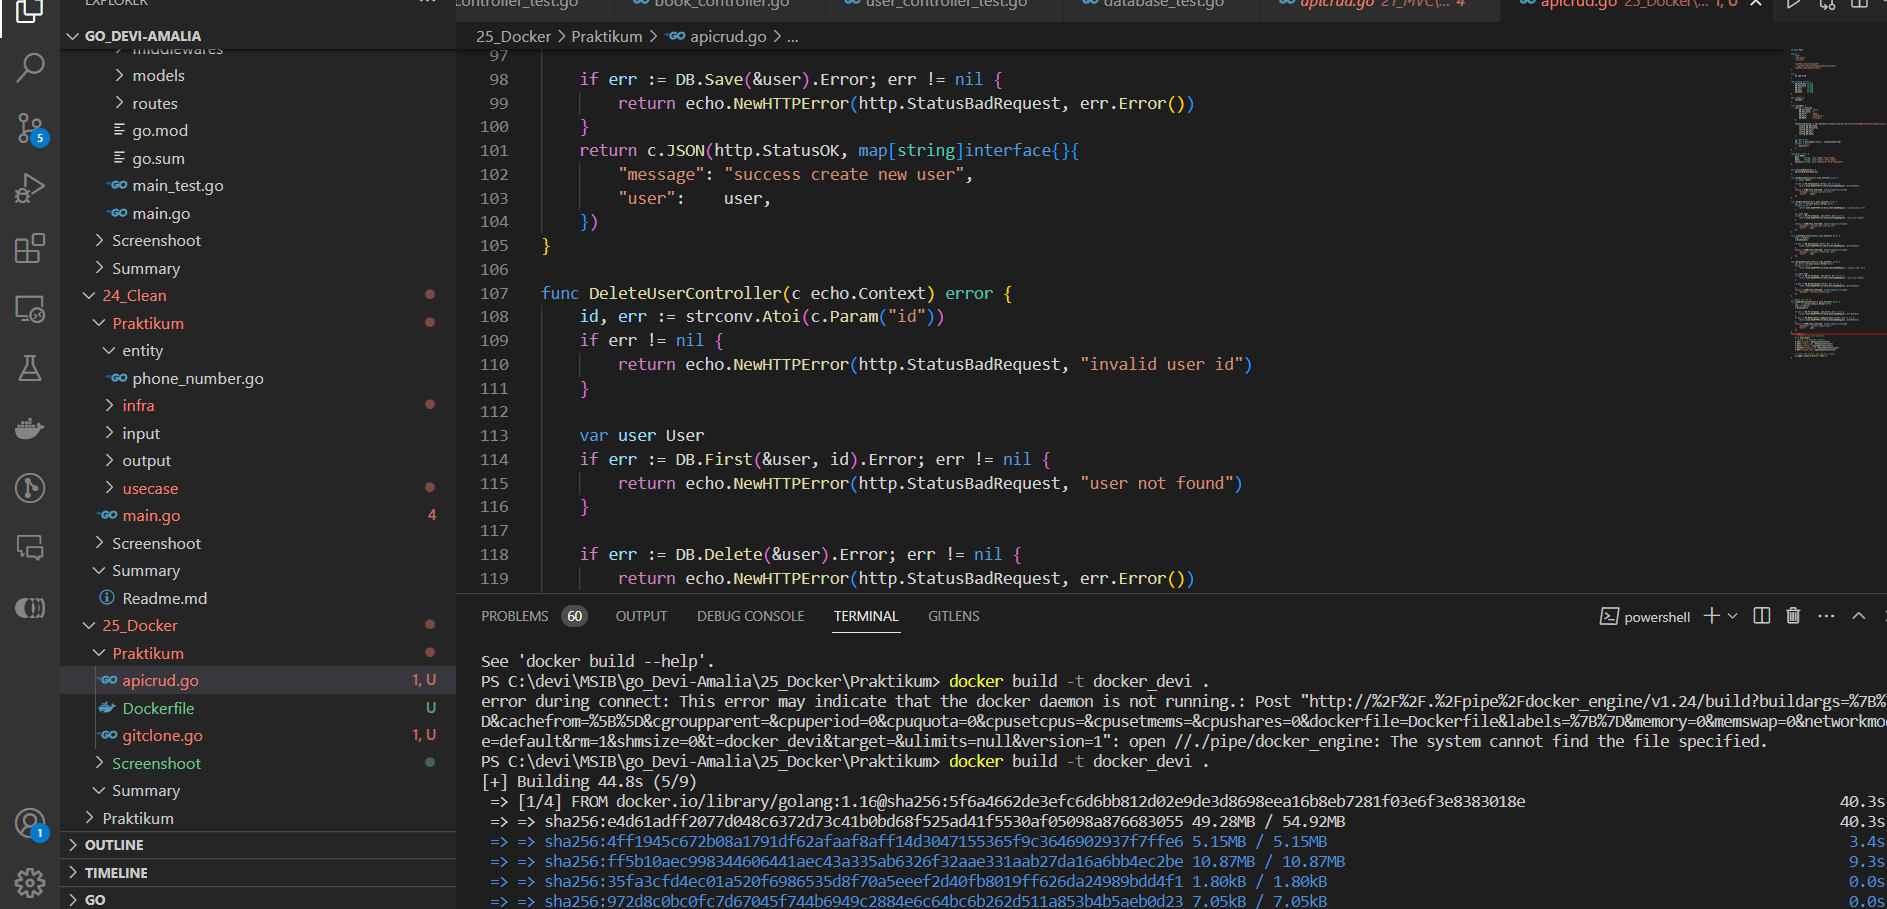 EXPLORER
GO_DEVI-AMALIA
middlewares
models
routes
go.mod
go.sum
main_test.go
main.go
Screenshoot
Summary
24_Clean
Praktikum
entity
phone_number.go
infra
input
output
usecase
main.go 4
Screenshoot
Summary
Readme.md
25_Docker
Praktikum
apicrud.go 1, U
Dockerfile U
gitclone.go 1, U
Screenshoot
Summary
Praktikum
OUTLINE
TIMELINE
GO
5
1
controller_test.go book_controller.go user_controller_test.go database_test.go apicrud.go 21_MVC\... 4 apicrud.go 25_Docker\... 1, U
25_Docker > Praktikum > apicrud.go > ...
97
98 if err := DB.Save(&user).Error; err != nil {
99 return echo.NewHTTPError(http.StatusBadRequest, err.Error())
100 }
101 return c.JSON(http.StatusOK, map[string]interface{}{
102 "message": "success create new user",
103 "user": user,
104 })
105 }
106
107 func DeleteUserController(c echo.Context) error {
108 id, err := strconv.Atoi(c.Param("id"))
109 if err != nil {
110 return echo.NewHTTPError(http.StatusBadRequest, "invalid user id")
111 }
112
113 var user User
114 if err := DB.First(&user, id).Error; err != nil {
115 return echo.NewHTTPError(http.StatusBadRequest, "user not found")
116 }
117
118 if err := DB.Delete(&user).Error; err != nil {
119 return echo.NewHTTPError(http.StatusBadRequest, err.Error())
PROBLEMS 60 OUTPUT DEBUG CONSOLE TERMINAL GITLENS powershell
See 'docker build --help'.
PS C:\devi\MSIB\go_Devi-Amalia\25_Docker\Praktikum> docker build -t docker_devi .
error during connect: This error may indicate that the docker daemon is not running.: Post "http://%2F%2F.%2Fpipe%2Fdocker_engine/v1.24/build?buildargs=%7B%
D&cachefrom=%5B%5D&cgroupparent=&cpuperiod=0&cpuquota=0&cpusetcpus=&cpusetmems=&cpushares=0&dockerfile=Dockerfile&labels=%7B%7D&memory=0&memswap=0&networkmod
e=default&rm=1&shmsize=0&t=docker_devi&target=&ulimits=null&version=1": open //./pipe/docker_engine: The system cannot find the file specified.
PS C:\devi\MSIB\go_Devi-Amalia\25_Docker\Praktikum> docker build -t docker_devi .
[+] Building 44.8s (5/9)
=> [1/4] FROM docker.io/library/golang:1.16@sha256:5f6a4662de3efc6d6bb812d02e9de3d8698eea16b8eb7281f03e6f3e8383018e 40.3s
=> => sha256:e4d61adff2077d048c6372d73c41b0bd68f525ad41f5530af05098a876683055 49.28MB / 54.92MB 40.3s
=> => sha256:4ff1945c672b08a1791df62afaaf8aff14d3047155365f9c3646902937f7ffe6 5.15MB / 5.15MB 3.4s
=> => sha256:ff5b10aec998344606441aec43a335ab6326f32aae331aab27da16a6bb4ec2be 10.87MB / 10.87MB 9.3s
=> => sha256:35fa3cfd4ec01a520f6986535d8f70a5eeef2d40fb8019ff626da24989bdd4f1 1.80kB / 1.80kB 0.0s
=> => sha256:972d8c0bc0fc7d67045f744b6949c2884e6c64bc6b262d511a853b4b5aeb0d23 7.05kB / 7.05kB 0.0s